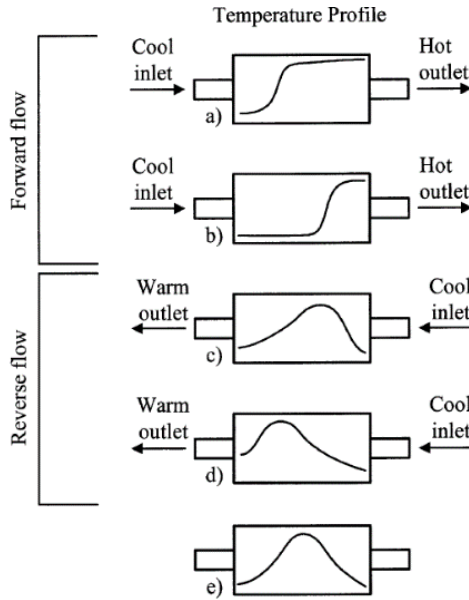 Temperature Profile
Forward flow
Cool
inlet
Hot
outlet
a)
Cool
inlet
Hot
outlet
b)
Reverse flow
Warm
outlet
Cool
inlet
c)
Warm
outlet
Cool
inlet
d)
e)